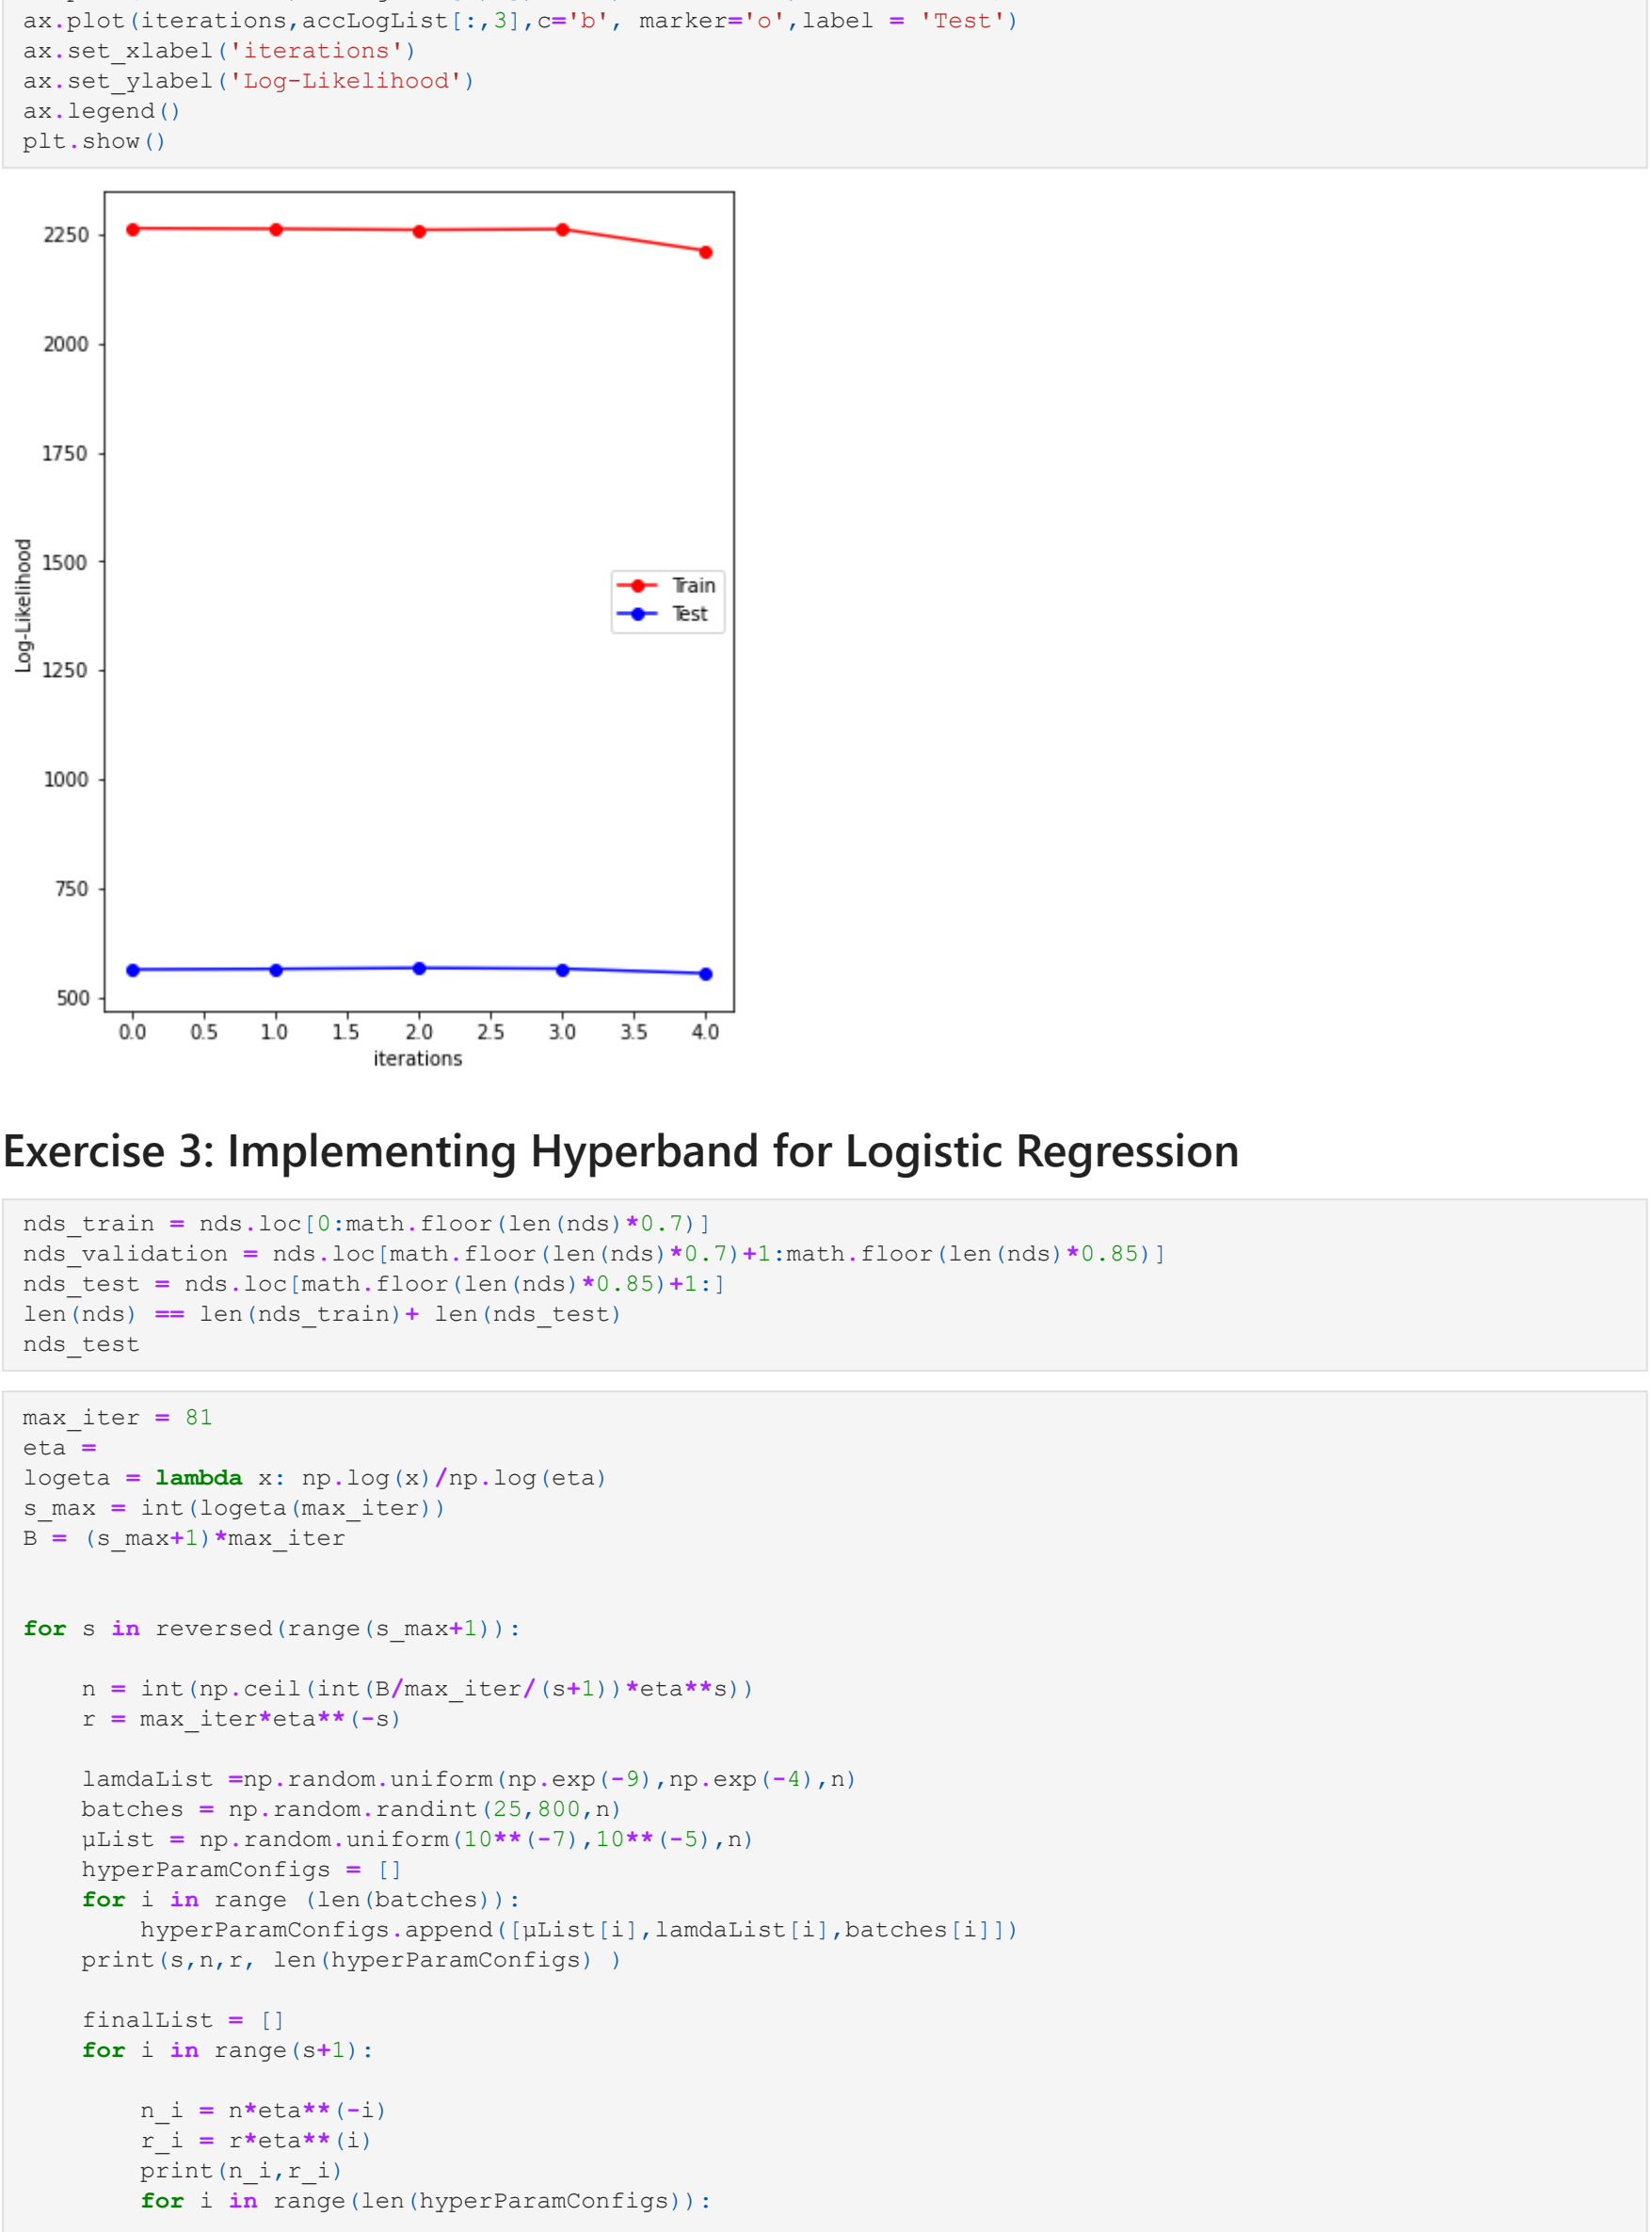 ax.plot(iterations,accLogList[:,3],c='b', marker='o',label = 'Test')
ax.set_xlabel('iterations')
ax.set_ylabel('Log-Likelihood')
ax.legend()
plt.show()
2250
2000
1750
1500
1250
1000
750
500
Log-Likelihood
Train
Test
0.0 0.5 1.0 1.5 2.0 2.5 3.0 3.5 4.0
iterations
Exercise 3: Implementing Hyperband for Logistic Regression
nds_train = nds.loc[0:math.floor(len(nds)*0.7)]
nds_validation = nds.loc[math.floor(len(nds)*0.7)+1:math.floor(len(nds)*0.85)]
nds_test = nds.loc[math.floor(len(nds)*0.85)+1:]
len(nds) == len(nds_train)+ len(nds_test)
nds_test
max_iter = 81
eta =
logeta = lambda x: np.log(x)/np.log(eta)
s_max = int(logeta(max_iter))
B = (s_max+1)*max_iter
for s in reversed(range(s_max+1)):
    n = int(np.ceil(int(B/max_iter/(s+1))*eta**s))
    r = max_iter*eta**(-s)
    lamdaList =np.random.uniform(np.exp(-9),np.exp(-4),n)
    batches = np.random.randint(25,800,n)
    μList = np.random.uniform(10**(-7),10**(-5),n)
    hyperParamConfigs = []
    for i in range (len(batches)):
        hyperParamConfigs.append([μList[i],lamdaList[i],batches[i]])
    print(s,n,r, len(hyperParamConfigs) )
    finalList = []
    for i in range(s+1):
        n_i = n*eta**(-i)
        r_i = r*eta**(i)
        print(n_i,r_i)
        for i in range(len(hyperParamConfigs)):